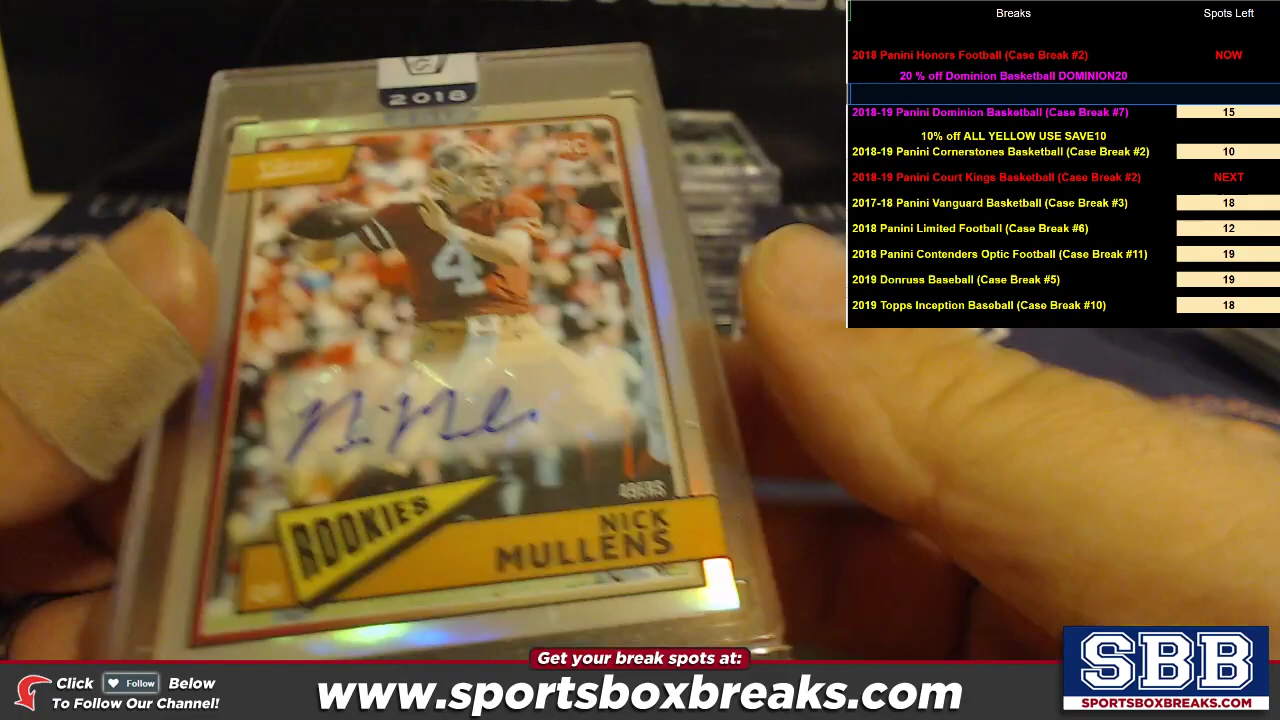 Breaks Spots Left
2018 Panini Honors Football (Case Break #2) NOW
20 % off Dominion Basketball DOMINION20
2018-19 Panini Dominion Basketball (Case Break #7) 15
10% off ALL YELLOW USE SAVE10
2018-19 Panini Cornerstones Basketball (Case Break #2) 10
2018-19 Panini Court Kings Basketball (Case Break #2) NEXT
2017-18 Panini Vanguard Basketball (Case Break #3) 18
2018 Panini Limited Football (Case Break #6) 12
2018 Panini Contenders Optic Football (Case Break #11) 19
2019 Donruss Baseball (Case Break #5) 19
2019 Topps Inception Baseball (Case Break #10) 18
2018
RC
4
49ERS
ROOKIES
NICK
MULLENS
Get your break spots at:
Click Follow Below
To Follow Our Channel!
www.sportsboxbreaks.com
SBB
SPORTSBOXBREAKS.COM